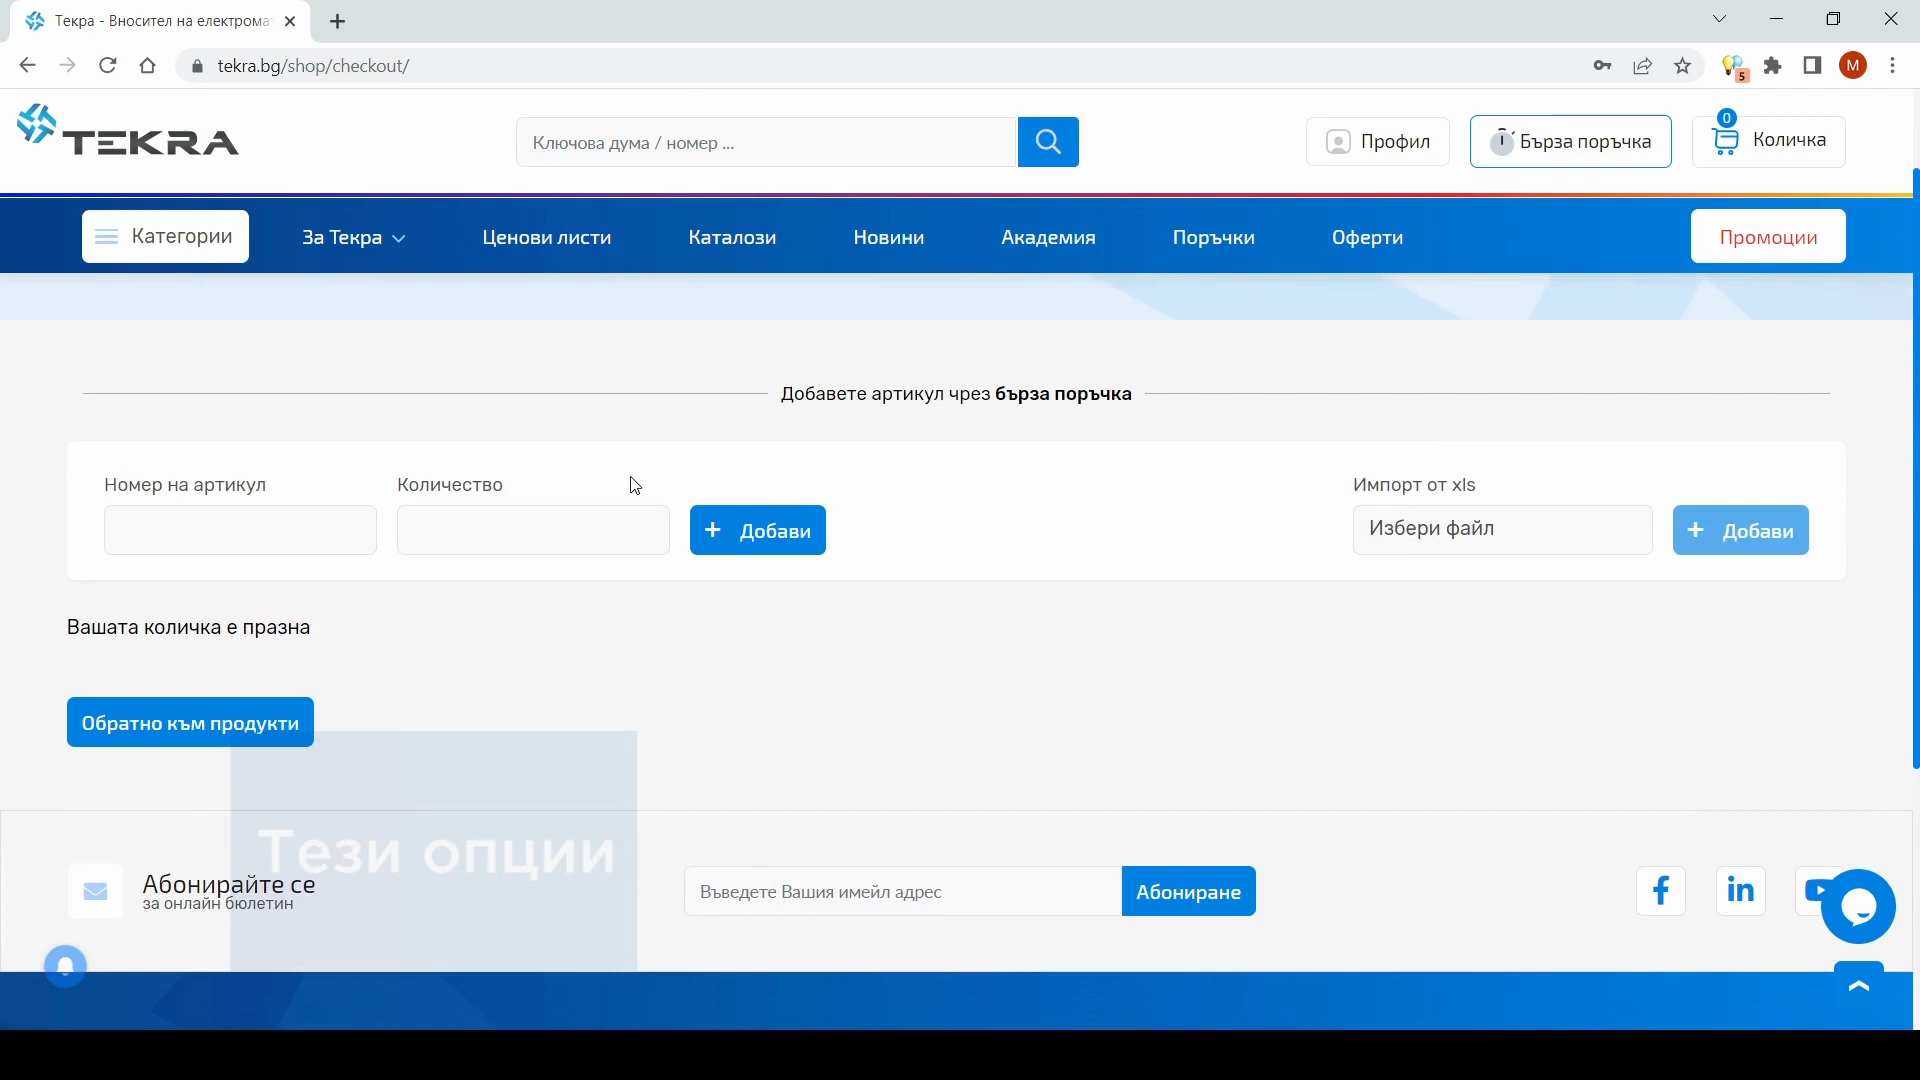 Текра - Вносител на електрома
tekra.bg/shop/checkout/
5
M
TEKRA
Ключова дума / номер ...
Профил
Бърза поръчка
0
Количка
Категории
За Текра
Ценови листи
Каталози
Новини
Академия
Поръчки
Оферти
Промоции
Добавете артикул чрез бърза поръчка
Номер на артикул
Количество
+ Добави
Импорт от xls
Избери файл
+ Добави
Вашата количка е празна
Обратно към продукти
Тези опции
Абонирайте се
за онлайн бюлетин
Въведете Вашия имейл адрес
Абониране
f
in